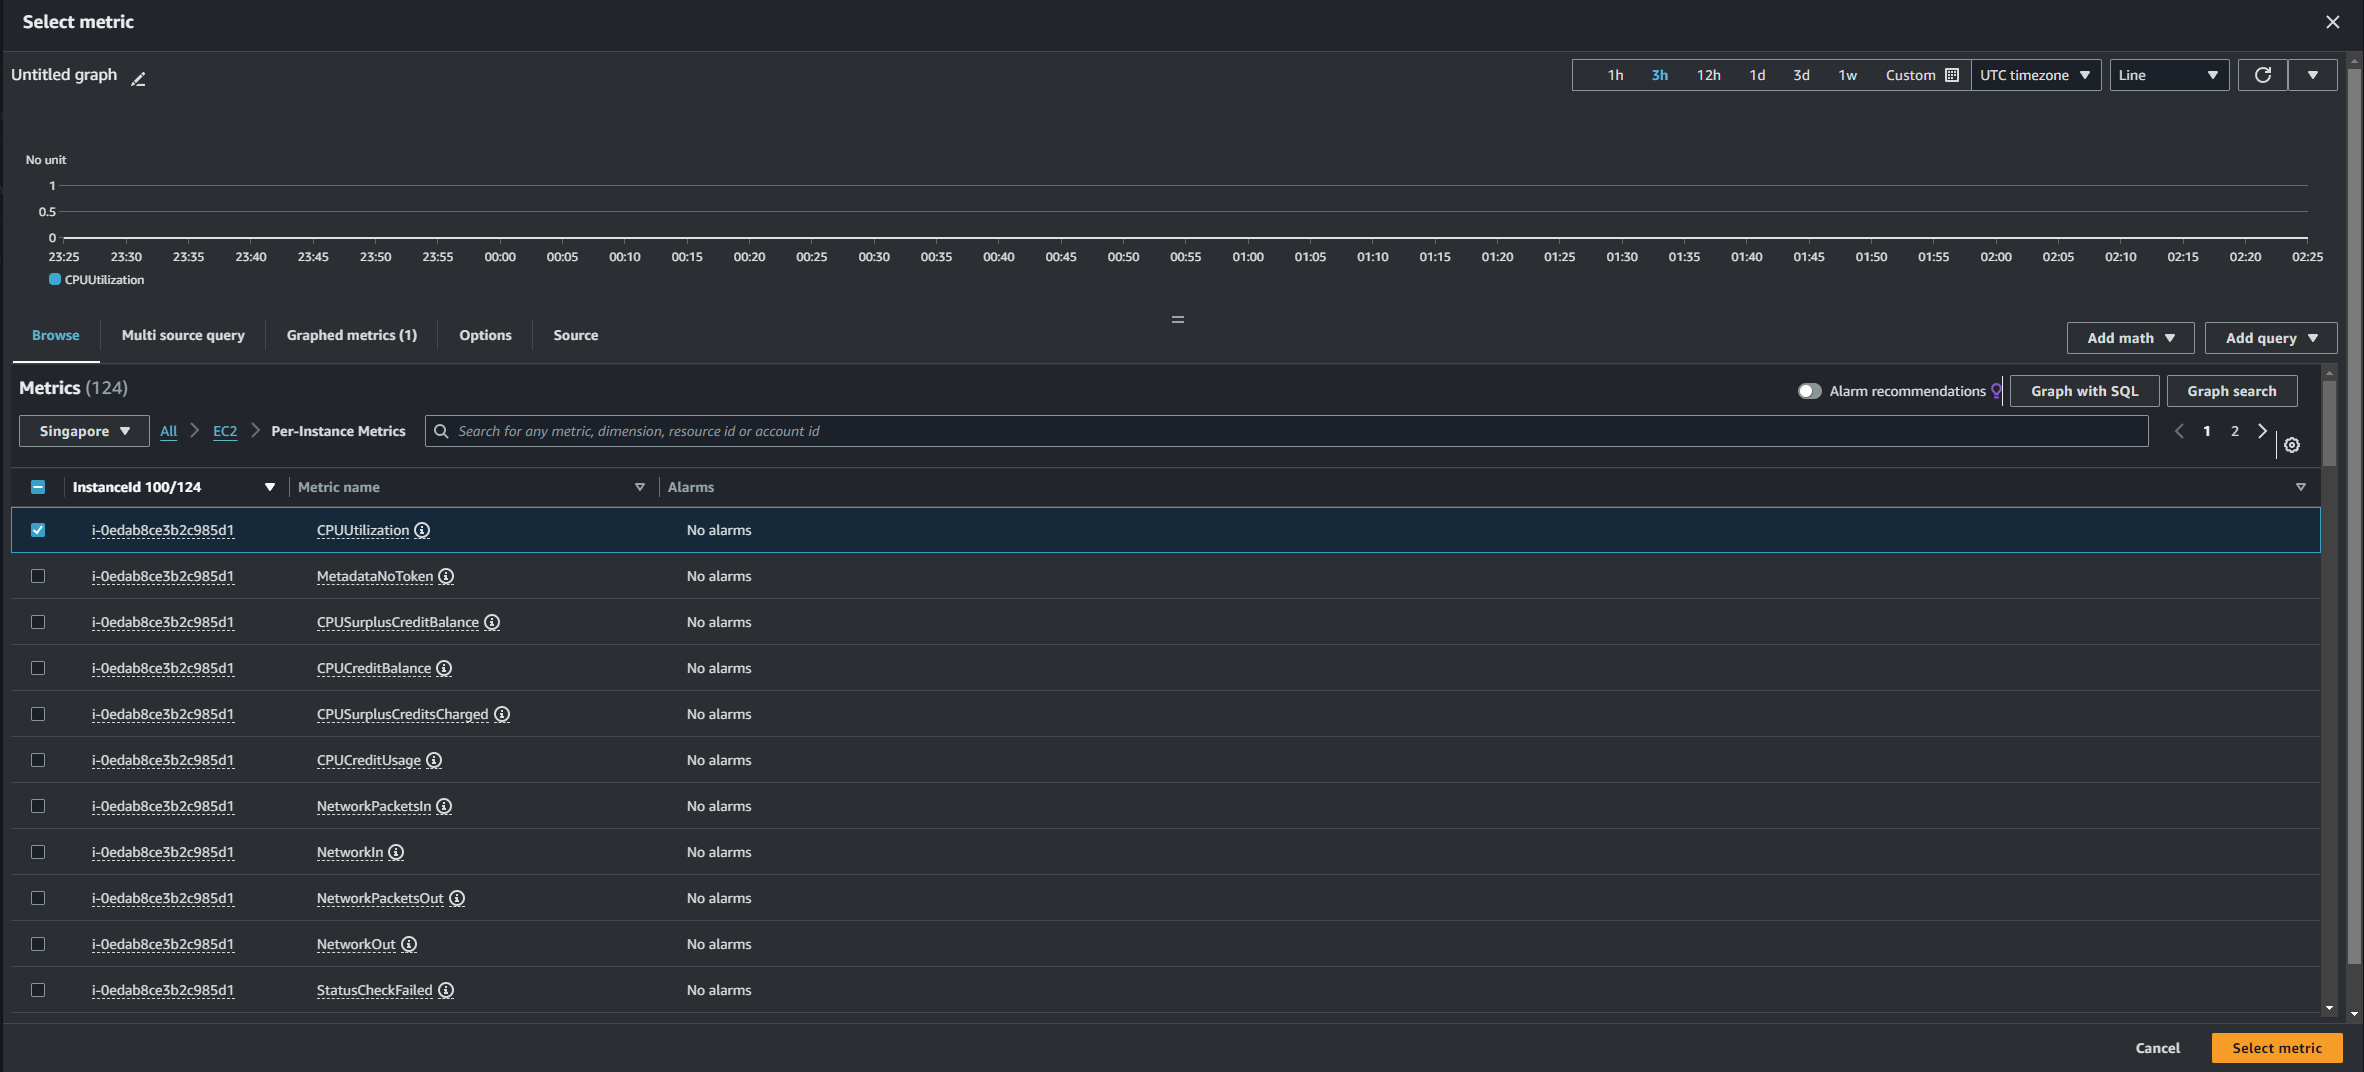 Select metric
Untitled graph
1h 3h 12h 1d 3d 1w Custom UTC timezone Line
No unit
1
0.5
0
23:25 23:30 23:35 23:40 23:45 23:50 23:55 00:00 00:05 00:10 00:15 00:20 00:25 00:30 00:35 00:40 00:45 00:50 00:55 01:00 01:05 01:10 01:15 01:20 01:25 01:30 01:35 01:40 01:45 01:50 01:55 02:00 02:05 02:10 02:15 02:20 02:25
CPUUtilization
Browse Multi source query Graphed metrics (1) Options Source Add math Add query
Metrics (124) Alarm recommendations Graph with SQL Graph search
Singapore All EC2 Per-Instance Metrics Search for any metric, dimension, resource id or account id 1 2
InstanceId 100/124 Metric name Alarms
i-0edab8ce3b2c985d1 CPUUtilization No alarms
i-0edab8ce3b2c985d1 MetadataNoToken No alarms
i-0edab8ce3b2c985d1 CPUSurplusCreditBalance No alarms
i-0edab8ce3b2c985d1 CPUCreditBalance No alarms
i-0edab8ce3b2c985d1 CPUSurplusCreditsCharged No alarms
i-0edab8ce3b2c985d1 CPUCreditUsage No alarms
i-0edab8ce3b2c985d1 NetworkPacketsIn No alarms
i-0edab8ce3b2c985d1 NetworkIn No alarms
i-0edab8ce3b2c985d1 NetworkPacketsOut No alarms
i-0edab8ce3b2c985d1 NetworkOut No alarms
i-0edab8ce3b2c985d1 StatusCheckFailed No alarms
Cancel Select metric